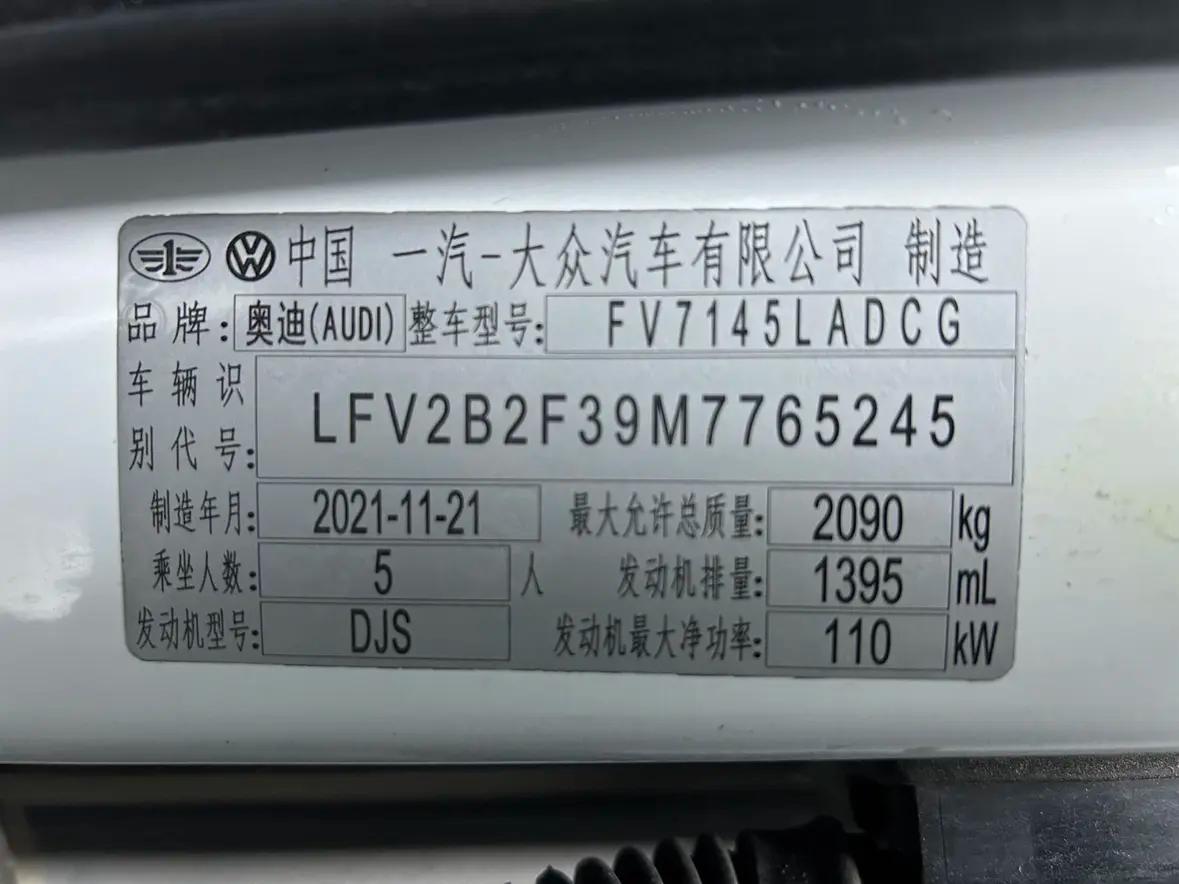 1 VW 中国 一汽-大众汽车有限公司 制造
品牌: 奥迪(AUDI) 整车型号: FV7145LADCG
车辆识别代号: LFV2B2F39M7765245
制造年月: 2021-11-21 最大允许总质量: 2090 kg
乘坐人数: 5 人 发动机排量: 1395 mL
发动机型号: DJS 发动机最大净功率: 110 kW